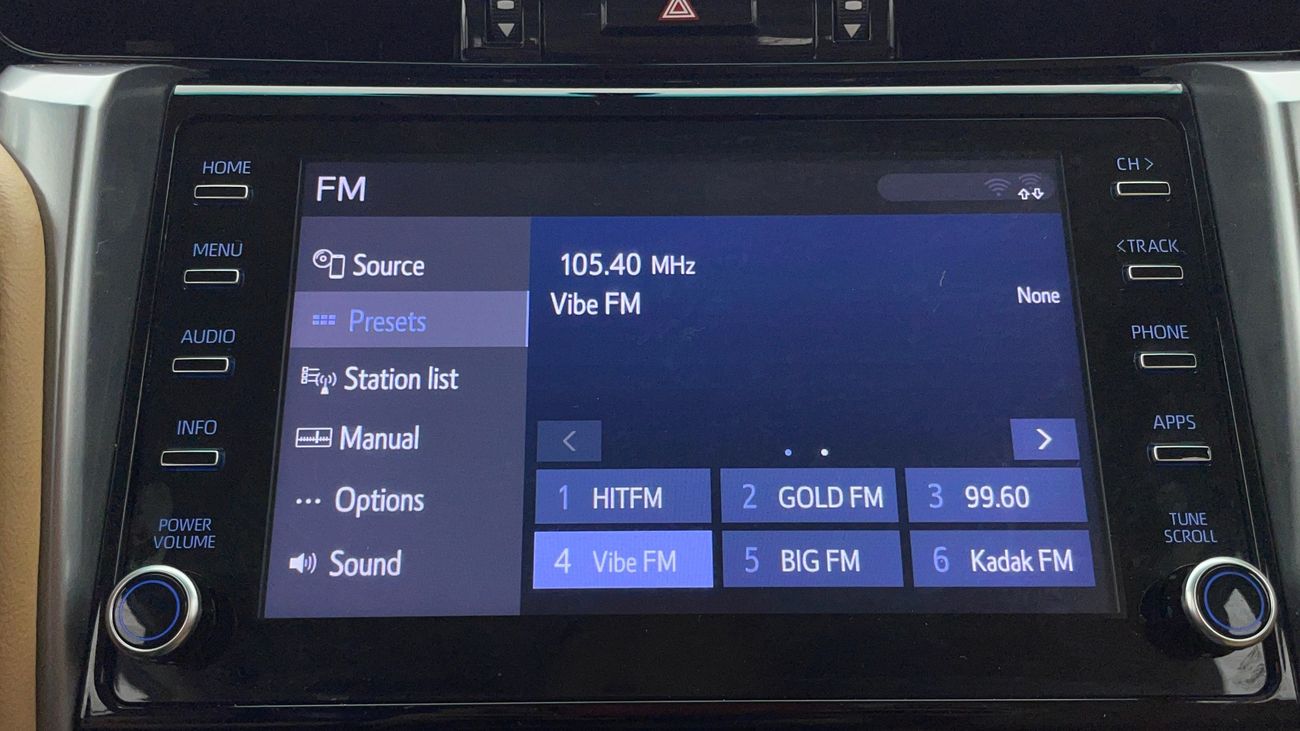 HOME
MENU
AUDIO
INFO
POWER
VOLUME
FM
Source
Presets
Station list
Manual
Options
Sound
105.40 MHz
Vibe FM
None
1 HITFM
2 GOLD FM
3 99.60
4 Vibe FM
5 BIG FM
6 Kadak FM
CH >
<TRACK
PHONE
APPS
TUNE
SCROLL